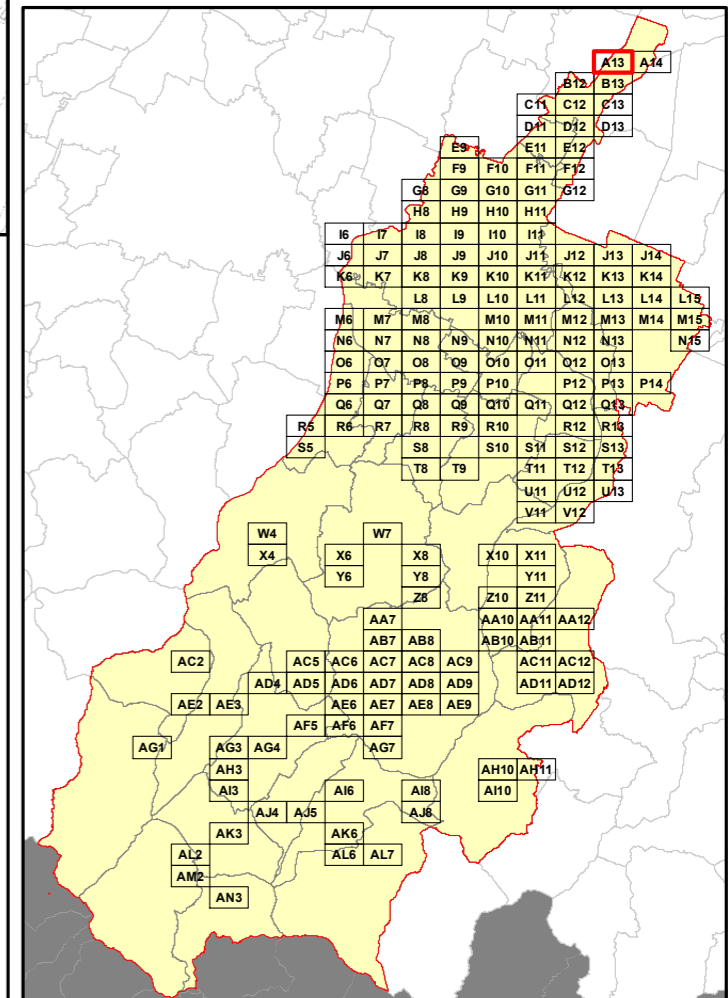 A13 A14
B12 B13
C11 C12 C13
D11 D12 D13
E9 E11 E12
F9 F10 F11 F12
G8 G9 G10 G11 G12
H8 H9 H10 H11
I6 I7 I8 I9 I10 I11
J6 J7 J8 J9 J10 J11 J12 J13 J14
K6 K7 K8 K9 K10 K11 K12 K13 K14
L8 L9 L10 L11 L12 L13 L14 L15
M6 M7 M8 M10 M11 M12 M13 M14 M15
N6 N7 N8 N9 N10 N11 N12 N13 N15
O6 O7 O8 O9 O10 O11 O12 O13
P6 P7 P8 P9 P10 P12 P13 P14
Q6 Q7 Q8 Q9 Q10 Q11 Q12 Q13
R5 R6 R7 R8 R9 R10 R12 R13
S5 S8 S10 S11 S12 S13
T8 T9 T11 T12 T13
U11 U12 U13
V11 V12
W4 W7
X4 X6 X8 X10 X11
Y6 Y8 Y11
Z8 Z10 Z11
AA7 AA10 AA11 AA12
AB7 AB8 AB10 AB11
AC2 AC5 AC6 AC7 AC8 AC9 AC11 AC12
AD4 AD5 AD6 AD7 AD8 AD9 AD11 AD12
AE2 AE3 AE6 AE7 AE8 AE9
AF5 AF6 AF7
AG1 AG3 AG4 AG7
AH3 AH10 AH11
AI3 AI6 AI8 AI10
AJ4 AJ5 AJ8
AK3 AK6
AL2 AL6 AL7
AM2
AN3